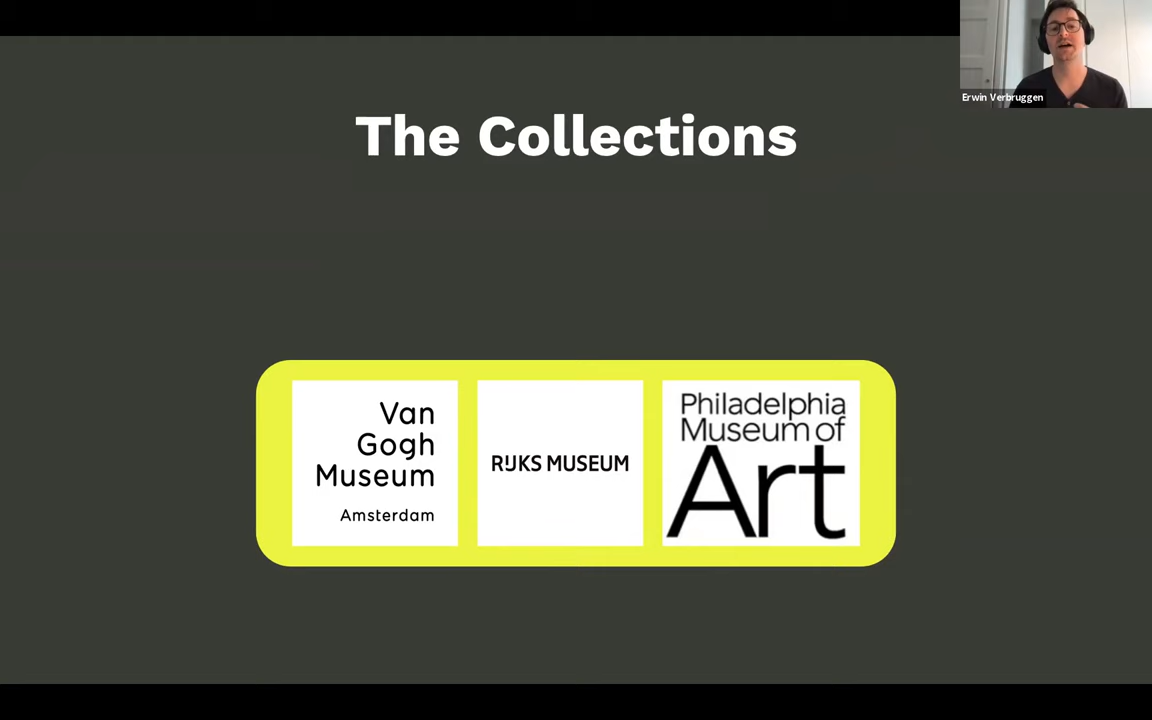 Erwin Verbruggen
The Collections
Van
Gogh
Museum
Amsterdam
RIJKS MUSEUM
Philadelphia
Museum of
Art